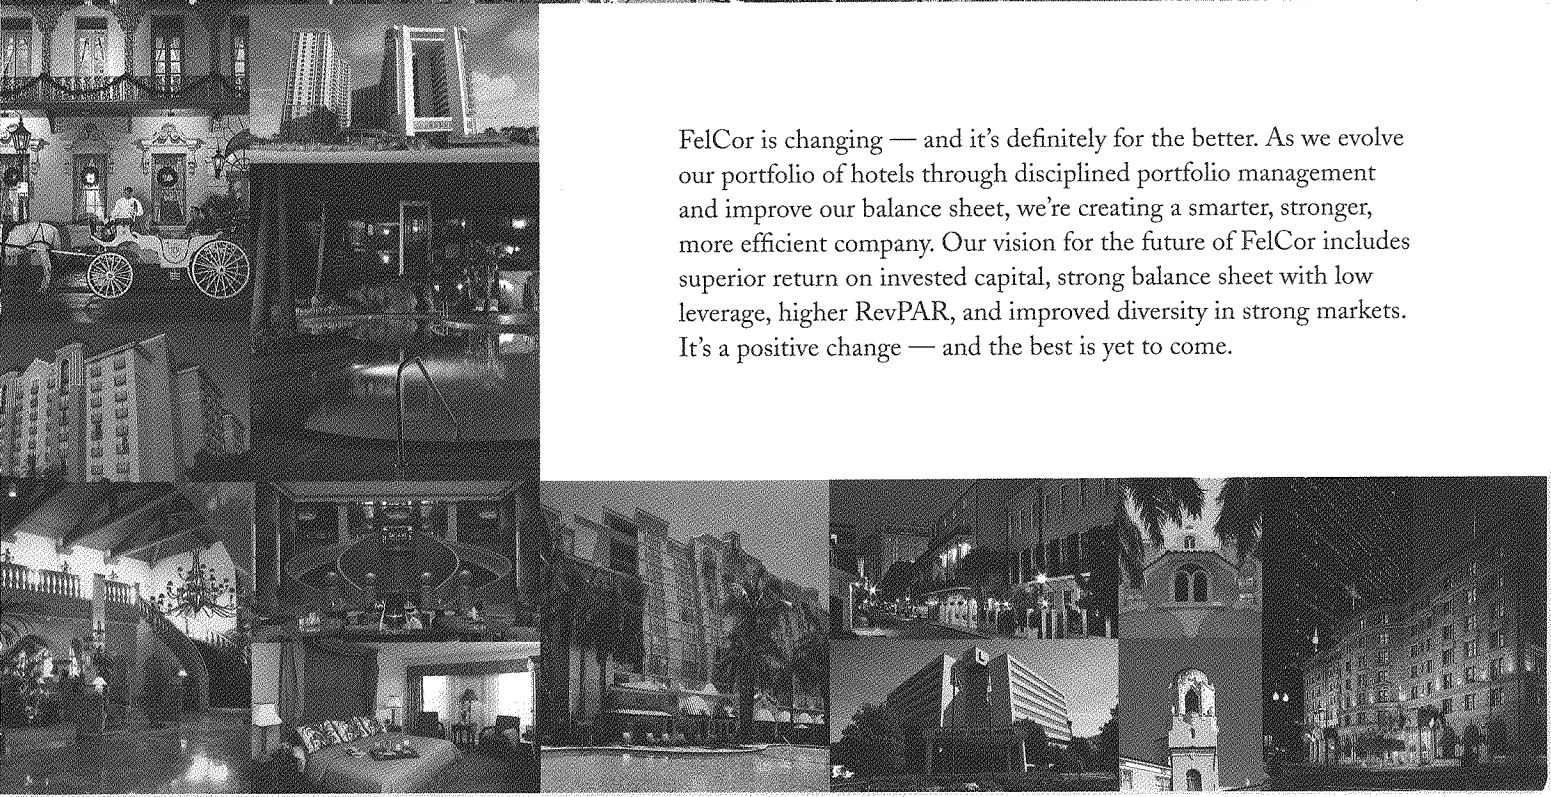 FelCor is changing — and it's definitely for the better. As we evolve
our portfolio of hotels through disciplined portfolio management
and improve our balance sheet, we're creating a smarter, stronger,
more efficient company. Our vision for the future of FelCor includes
superior return on invested capital, strong balance sheet with low
leverage, higher RevPAR, and improved diversity in strong markets.
It's a positive change — and the best is yet to come.